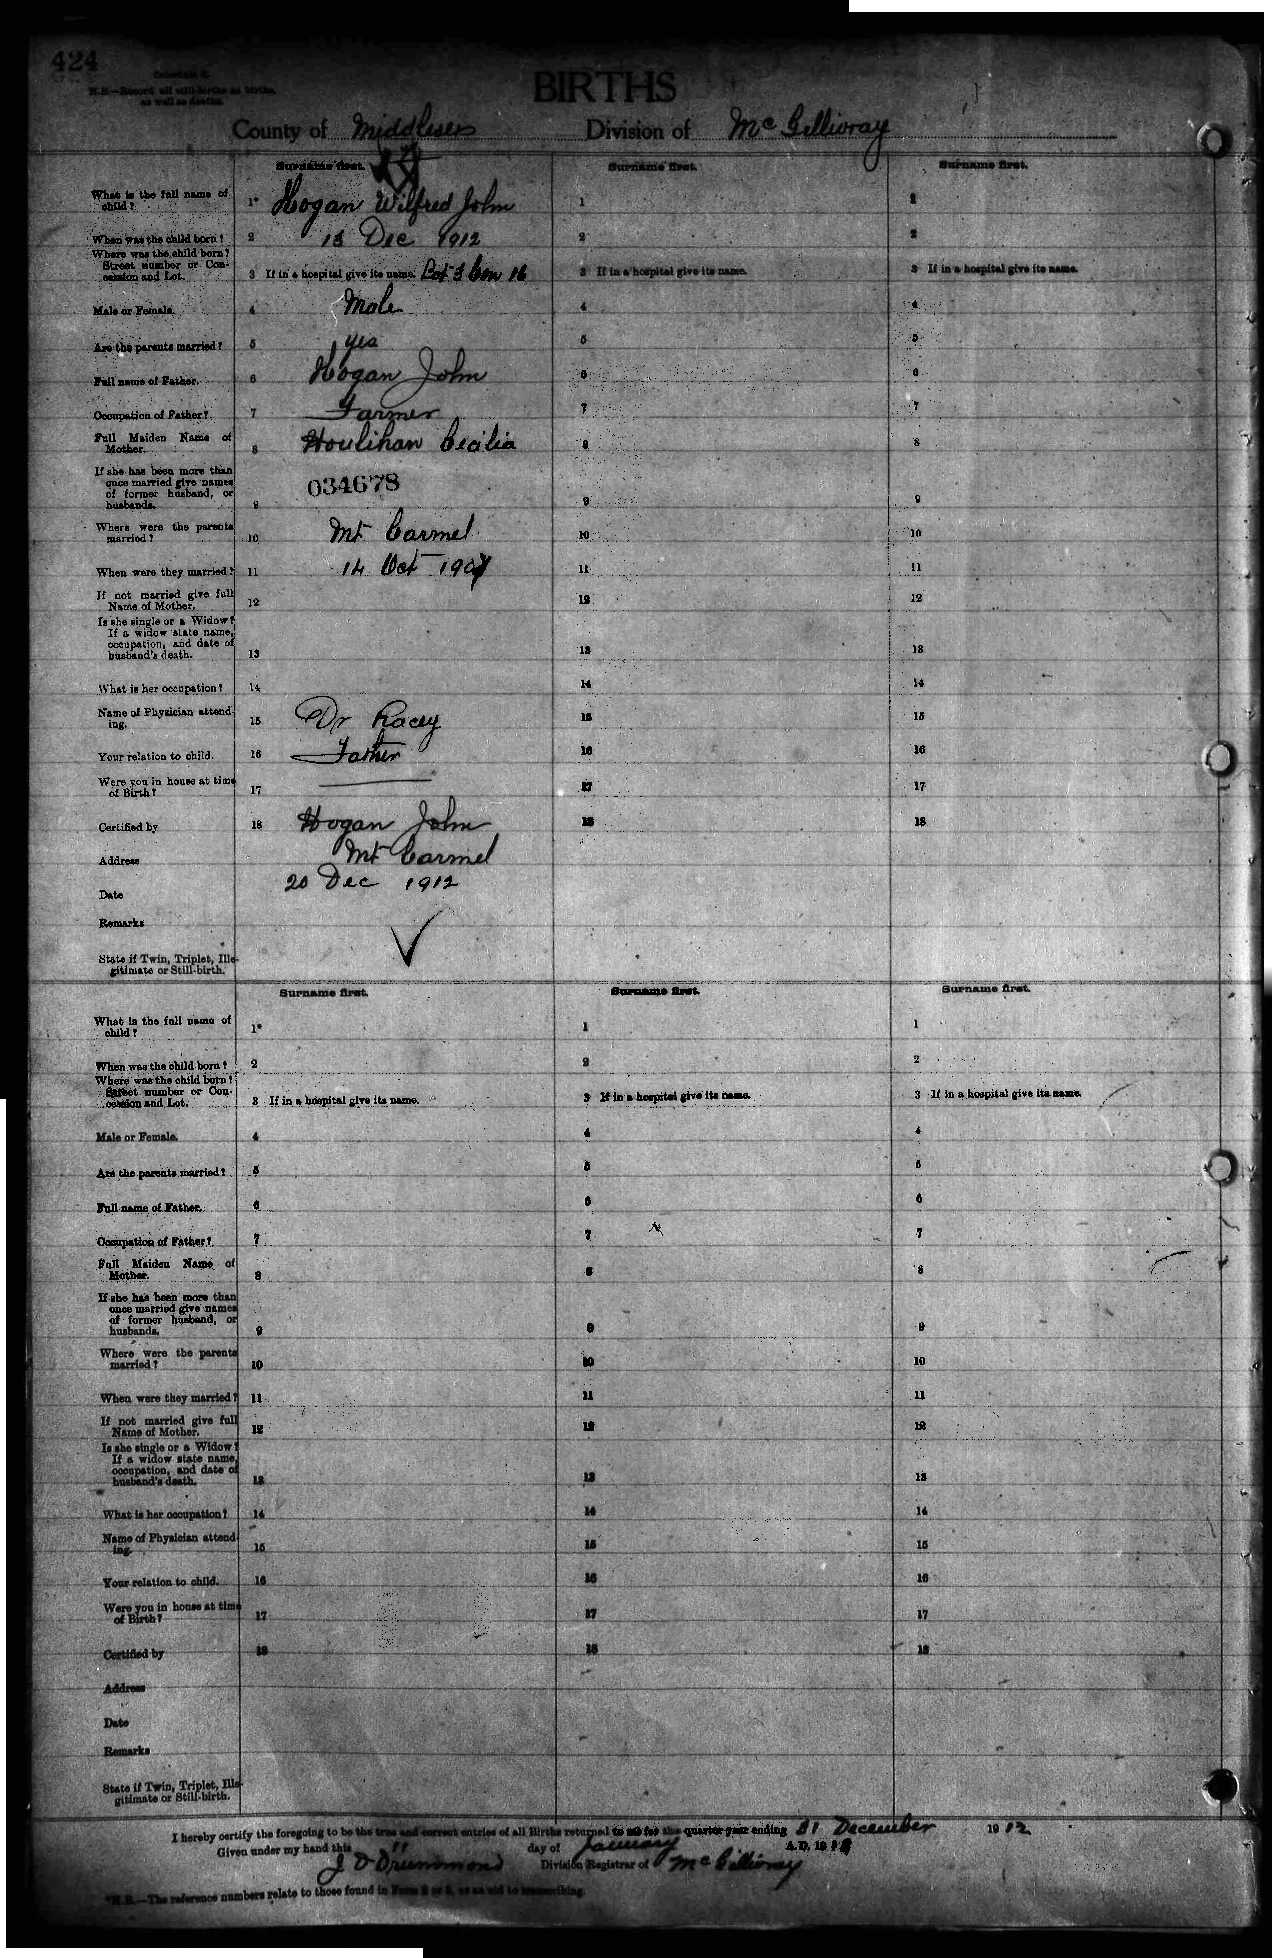 424
Schedule C.
N.B.—Record all still-births as births,
as well as deaths.
BIRTHS
County of Middlesex Division of McGillivray
Surname first. Surname first. Surname first.
What is the full name of
child? 1* Hogan Wilfred John 1 1
When was the child born? 2 13 Dec 1912 2 2
Where was the child born?
Street number or Con-
cession and Lot. 3 If in a hospital give its name. Lot 3 Con 16 3 If in a hospital give its name. 3 If in a hospital give its name.
Male or Female. 4 Male 4 4
Are the parents married? 5 yes 5 5
Full name of Father. 6 Hogan John 6 6
Occupation of Father? 7 Farmer 7 7
Full Maiden Name of
Mother. 8 Houlihan Cecilia 8 8
If she has been more than
once married give names
of former husband, or
husbands. 9 034678 9 9
Where were the parents
married? 10 Mt Carmel 10 10
When were they married? 11 14 Oct 190 11 11
If not married give full
Name of Mother. 12 12 12
Is she single or a Widow?
If a widow state name,
occupation, and date of
husband's death. 13 13 13
What is her occupation? 14 14 14
Name of Physician attend-
ing. 15 Dr Racey 15 15
Your relation to child. 16 Father 16 16
Were you in house at time
of Birth? 17 17 17
Certified by 18 Hogan John 18 18
Address Mt Carmel
Date 20 Dec 1912
Remarks
State if Twin, Triplet, Ille-
gitimate or Still-birth.
Surname first. Surname first. Surname first.
What is the full name of
child? 1* 1 1
When was the child born? 2 2 2
Where was the child born?
Street number or Con-
cession and Lot. 3 If in a hospital give its name. 3 If in a hospital give its name. 3 If in a hospital give its name.
Male or Female. 4 4 4
Are the parents married? 5 5 5
Full name of Father. 6 6 6
Occupation of Father? 7 7 7
Full Maiden Name of
Mother. 8 8 8
If she has been more than
once married give names
of former husband, or
husbands. 9 9 9
Where were the parents
married? 10 10 10
When were they married? 11 11 11
If not married give full
Name of Mother. 12 12 12
Is she single or a Widow?
If a widow state name,
occupation, and date of
husband's death. 13 13 13
What is her occupation? 14 14 14
Name of Physician attend-
ing. 15 15 15
Your relation to child. 16 16 16
Were you in house at time
of Birth? 17 17 17
Certified by 18 18 18
Address
Date
Remarks
State if Twin, Triplet, Ille-
gitimate or Still-birth.
I hereby certify the foregoing to be the true and correct entries of all Births returned to me for the quarter year ending 31 December 1912
Given under my hand this 11 day of January A.D. 19
J D Drummond Division Registrar of McGillivray
*N.B.—The reference numbers relate to those found in Form 2 or 3, as an aid to transcribing.